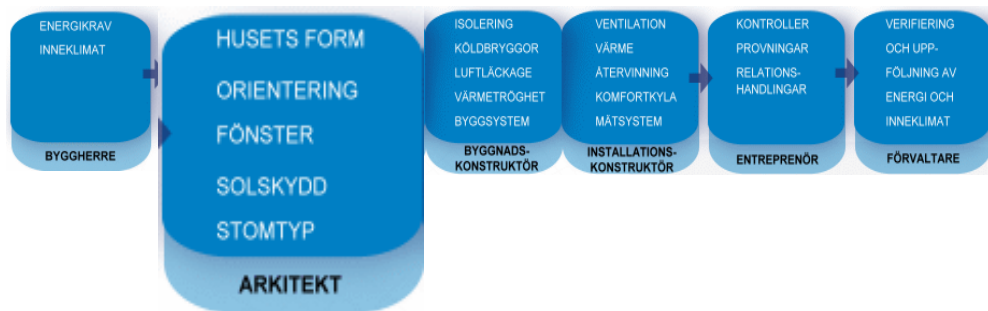 ENERGIKRAV
INNEKLIMAT
BYGGHERRE
HUSETS FORM
ORIENTERING
FÖNSTER
SOLSKYDD
STOMTYP
ARKITEKT
ISOLERING
KÖLDBRYGGOR
LUFTLÄCKAGE
VÄRMETRÖGHET
BYGGSYSTEM
BYGGNADS-
KONSTRUKTÖR
VENTILATION
VÄRME
ÅTERVINNING
KOMFORTKYLA
MÄTSYSTEM
INSTALLATIONS-
KONSTRUKTÖR
KONTROLLER
PROVNINGAR
RELATIONS-
HANDLINGAR
ENTREPRENÖR
VERIFIERING
OCH UPP-
FÖLJNING AV
ENERGI OCH
INNEKLIMAT
FÖRVALTARE